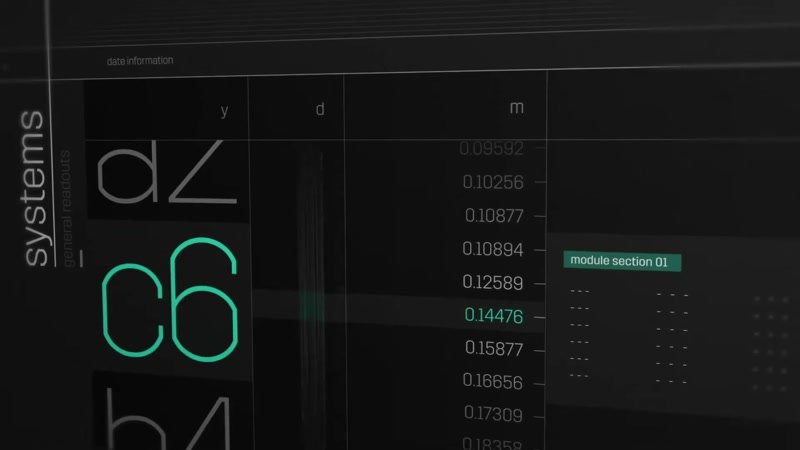 date information
systems
general readouts
y
d
m
d2
c6
h4
0.09592
0.10256
0.10877
0.10894
0.12589
0.14476
0.15877
0.16656
0.17309
0.18358
module section 01
--- - - -
--- - - -
--- - - -
--- - - -
--- - - -
--- - - -